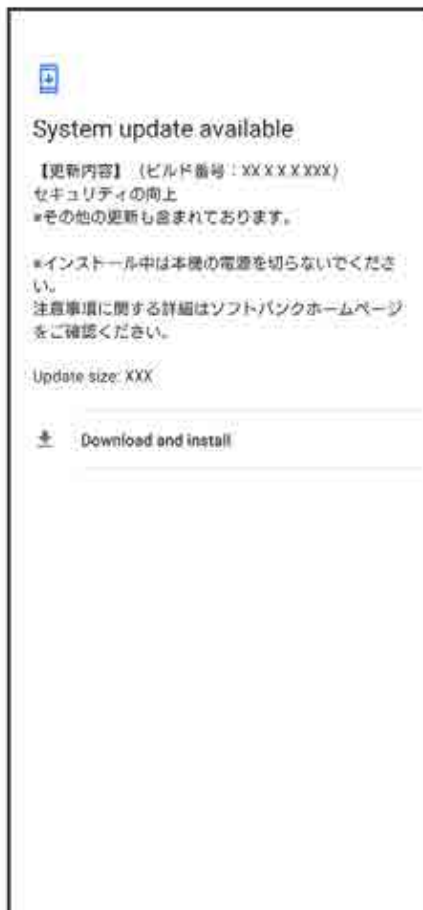 System update available
【更新内容】（ビルド番号：XXXXXXXX）
セキュリティの向上
※その他の更新も含まれております。
※インストール中は本機の電源を切らないでくださ
い。
注意事項に関する詳細はソフトバンクホームページ
をご確認ください。
Update size: XXX
Download and install